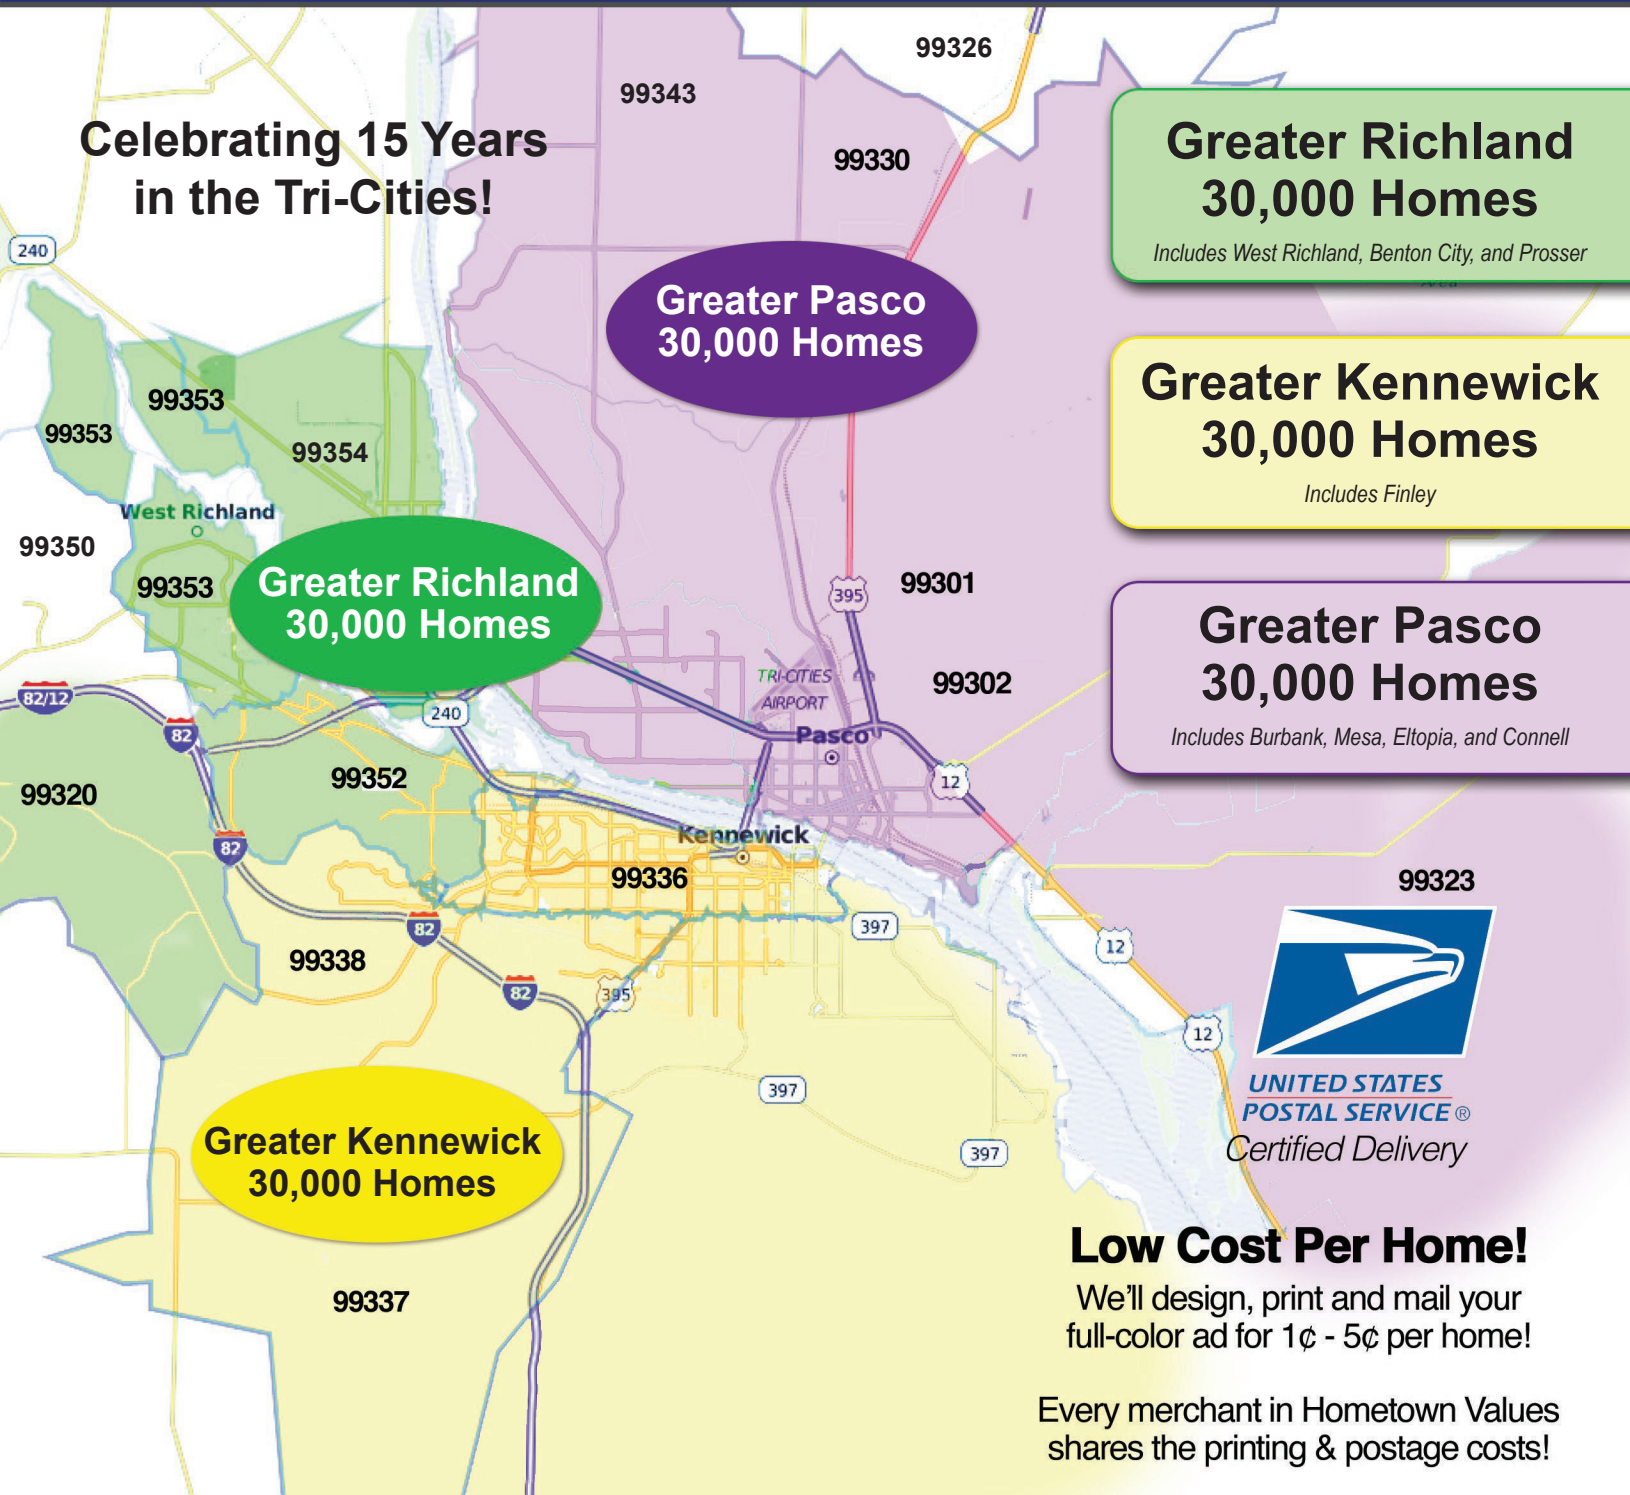 99326
99343
Celebrating 15 Years
in the Tri-Cities!
99330
240
Greater Richland
30,000 Homes
Includes West Richland, Benton City, and Prosser
Area
Greater Pasco
30,000 Homes
Greater Kennewick
30,000 Homes
Includes Finley
99353
99353
99354
West Richland
99350
99353
Greater Richland
30,000 Homes
395
99301
99302
Greater Pasco
30,000 Homes
Includes Burbank, Mesa, Eltopia, and Connell
TRI-CITIES
AIRPORT
Pasco
82/12
82
240
12
99320
99352
82
Kennewick
99336
99323
397
82
12
99338
82
395
12
397
397
UNITED STATES
POSTAL SERVICE ®
Certified Delivery
Greater Kennewick
30,000 Homes
99337
Low Cost Per Home!
We'll design, print and mail your
full-color ad for 1¢ - 5¢ per home!
Every merchant in Hometown Values
shares the printing & postage costs!